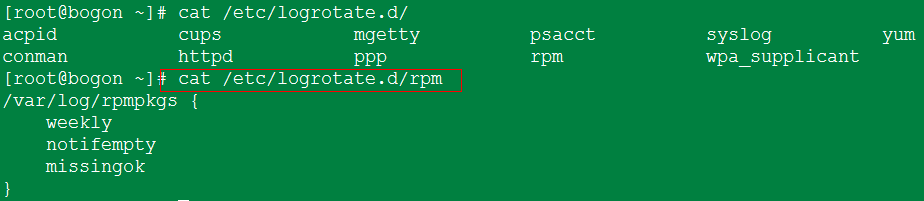 [root@bogon ~]# cat /etc/logrotate.d/
acpid cups mgetty psacct syslog yum
conman httpd ppp rpm wpa_supplicant
[root@bogon ~]# cat /etc/logrotate.d/rpm
/var/log/rpmpkgs {
    weekly
    notifempty
    missingok
}